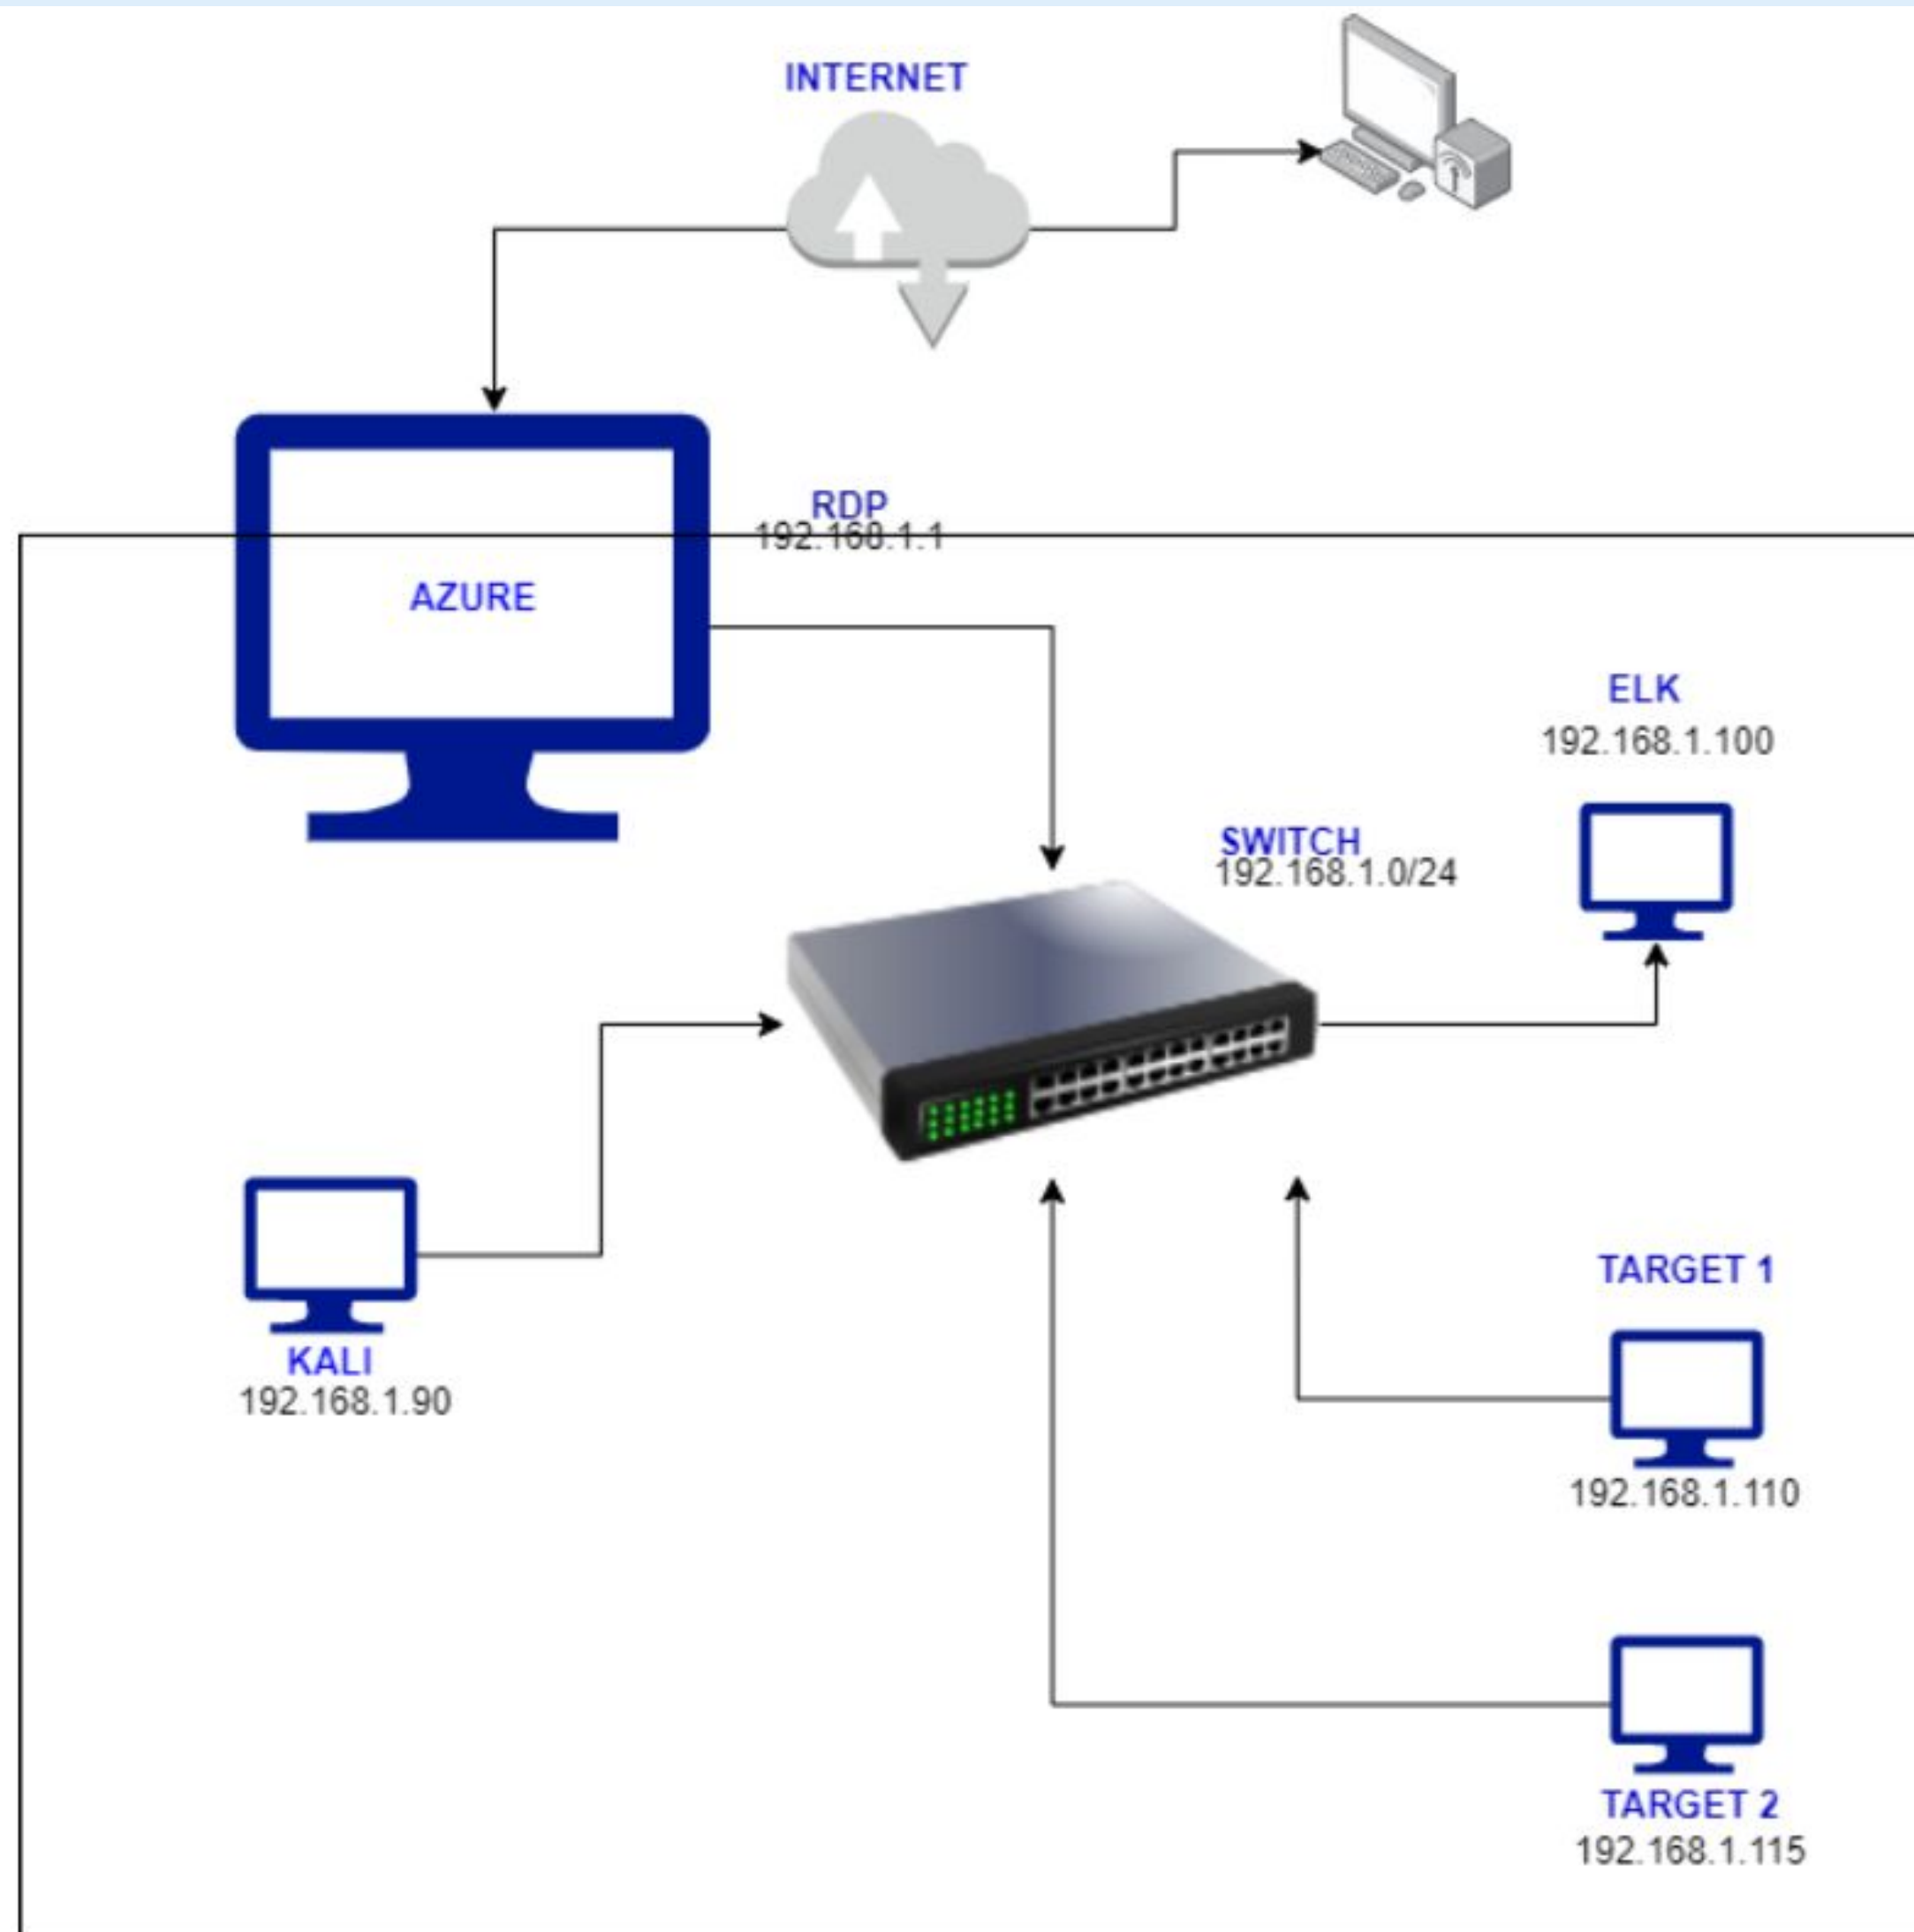 INTERNET
RDP
192.168.1.1
AZURE
ELK
192.168.1.100
SWITCH
192.168.1.0/24
TARGET 1
KALI
192.168.1.90
192.168.1.110
TARGET 2
192.168.1.115